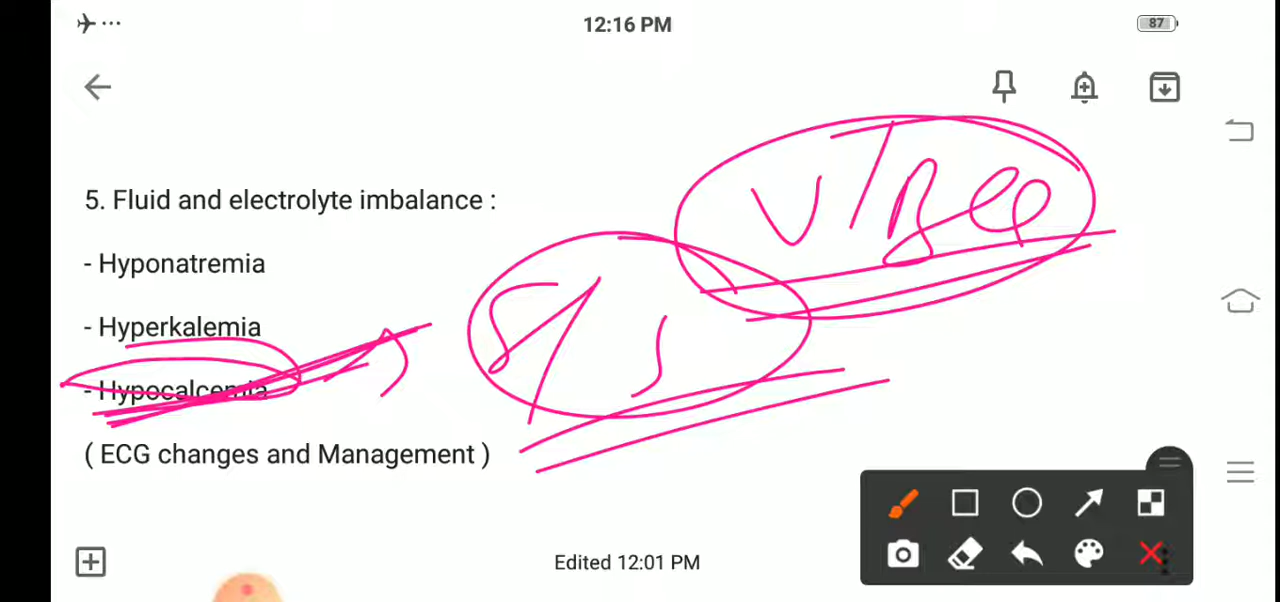 12:16 PM
87
5. Fluid and electrolyte imbalance :
- Hyponatremia
- Hyperkalemia
- Hypocalcemia
( ECG changes and Management )
Edited 12:01 PM